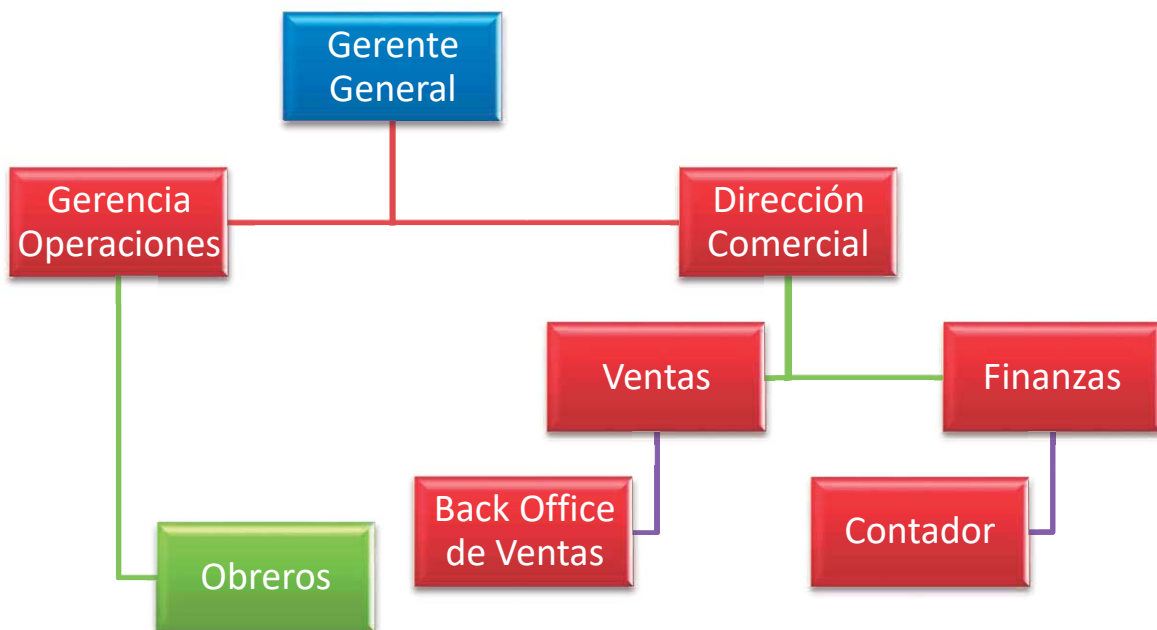 Gerente
General
Gerencia
Operaciones
Dirección
Comercial
Ventas
Finanzas
Back Office
de Ventas
Contador
Obreros